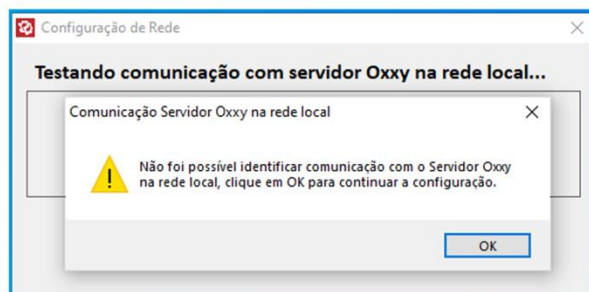 Configuração de Rede
Testando comunicação com servidor Oxxy na rede local...
Comunicação Servidor Oxxy na rede local
Não foi possível identificar comunicação com o Servidor Oxxy
na rede local, clique em OK para continuar a configuração.
OK